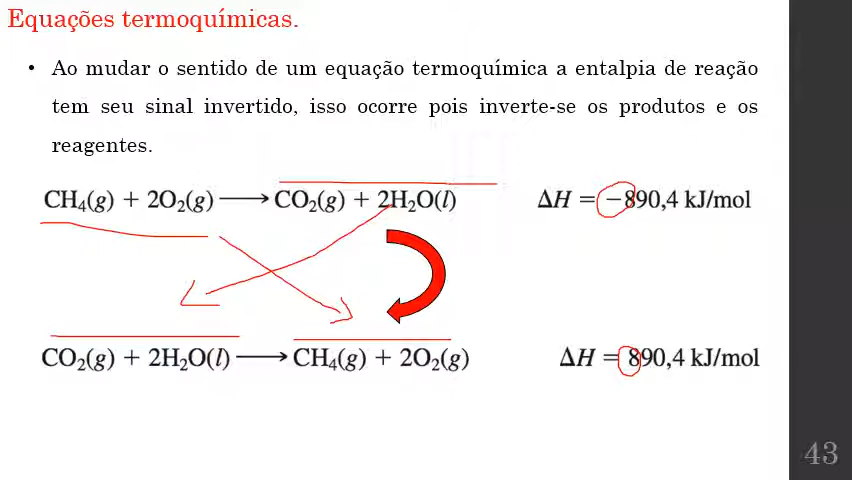 Equações termoquímicas.
• Ao mudar o sentido de um equação termoquímica a entalpia de reação
tem seu sinal invertido, isso ocorre pois inverte-se os produtos e os
reagentes.
CH₄(g) + 2O₂(g) ⟶ CO₂(g) + 2H₂O(l) ΔH = −890,4 kJ/mol
CO₂(g) + 2H₂O(l) ⟶ CH₄(g) + 2O₂(g) ΔH = 890,4 kJ/mol
43